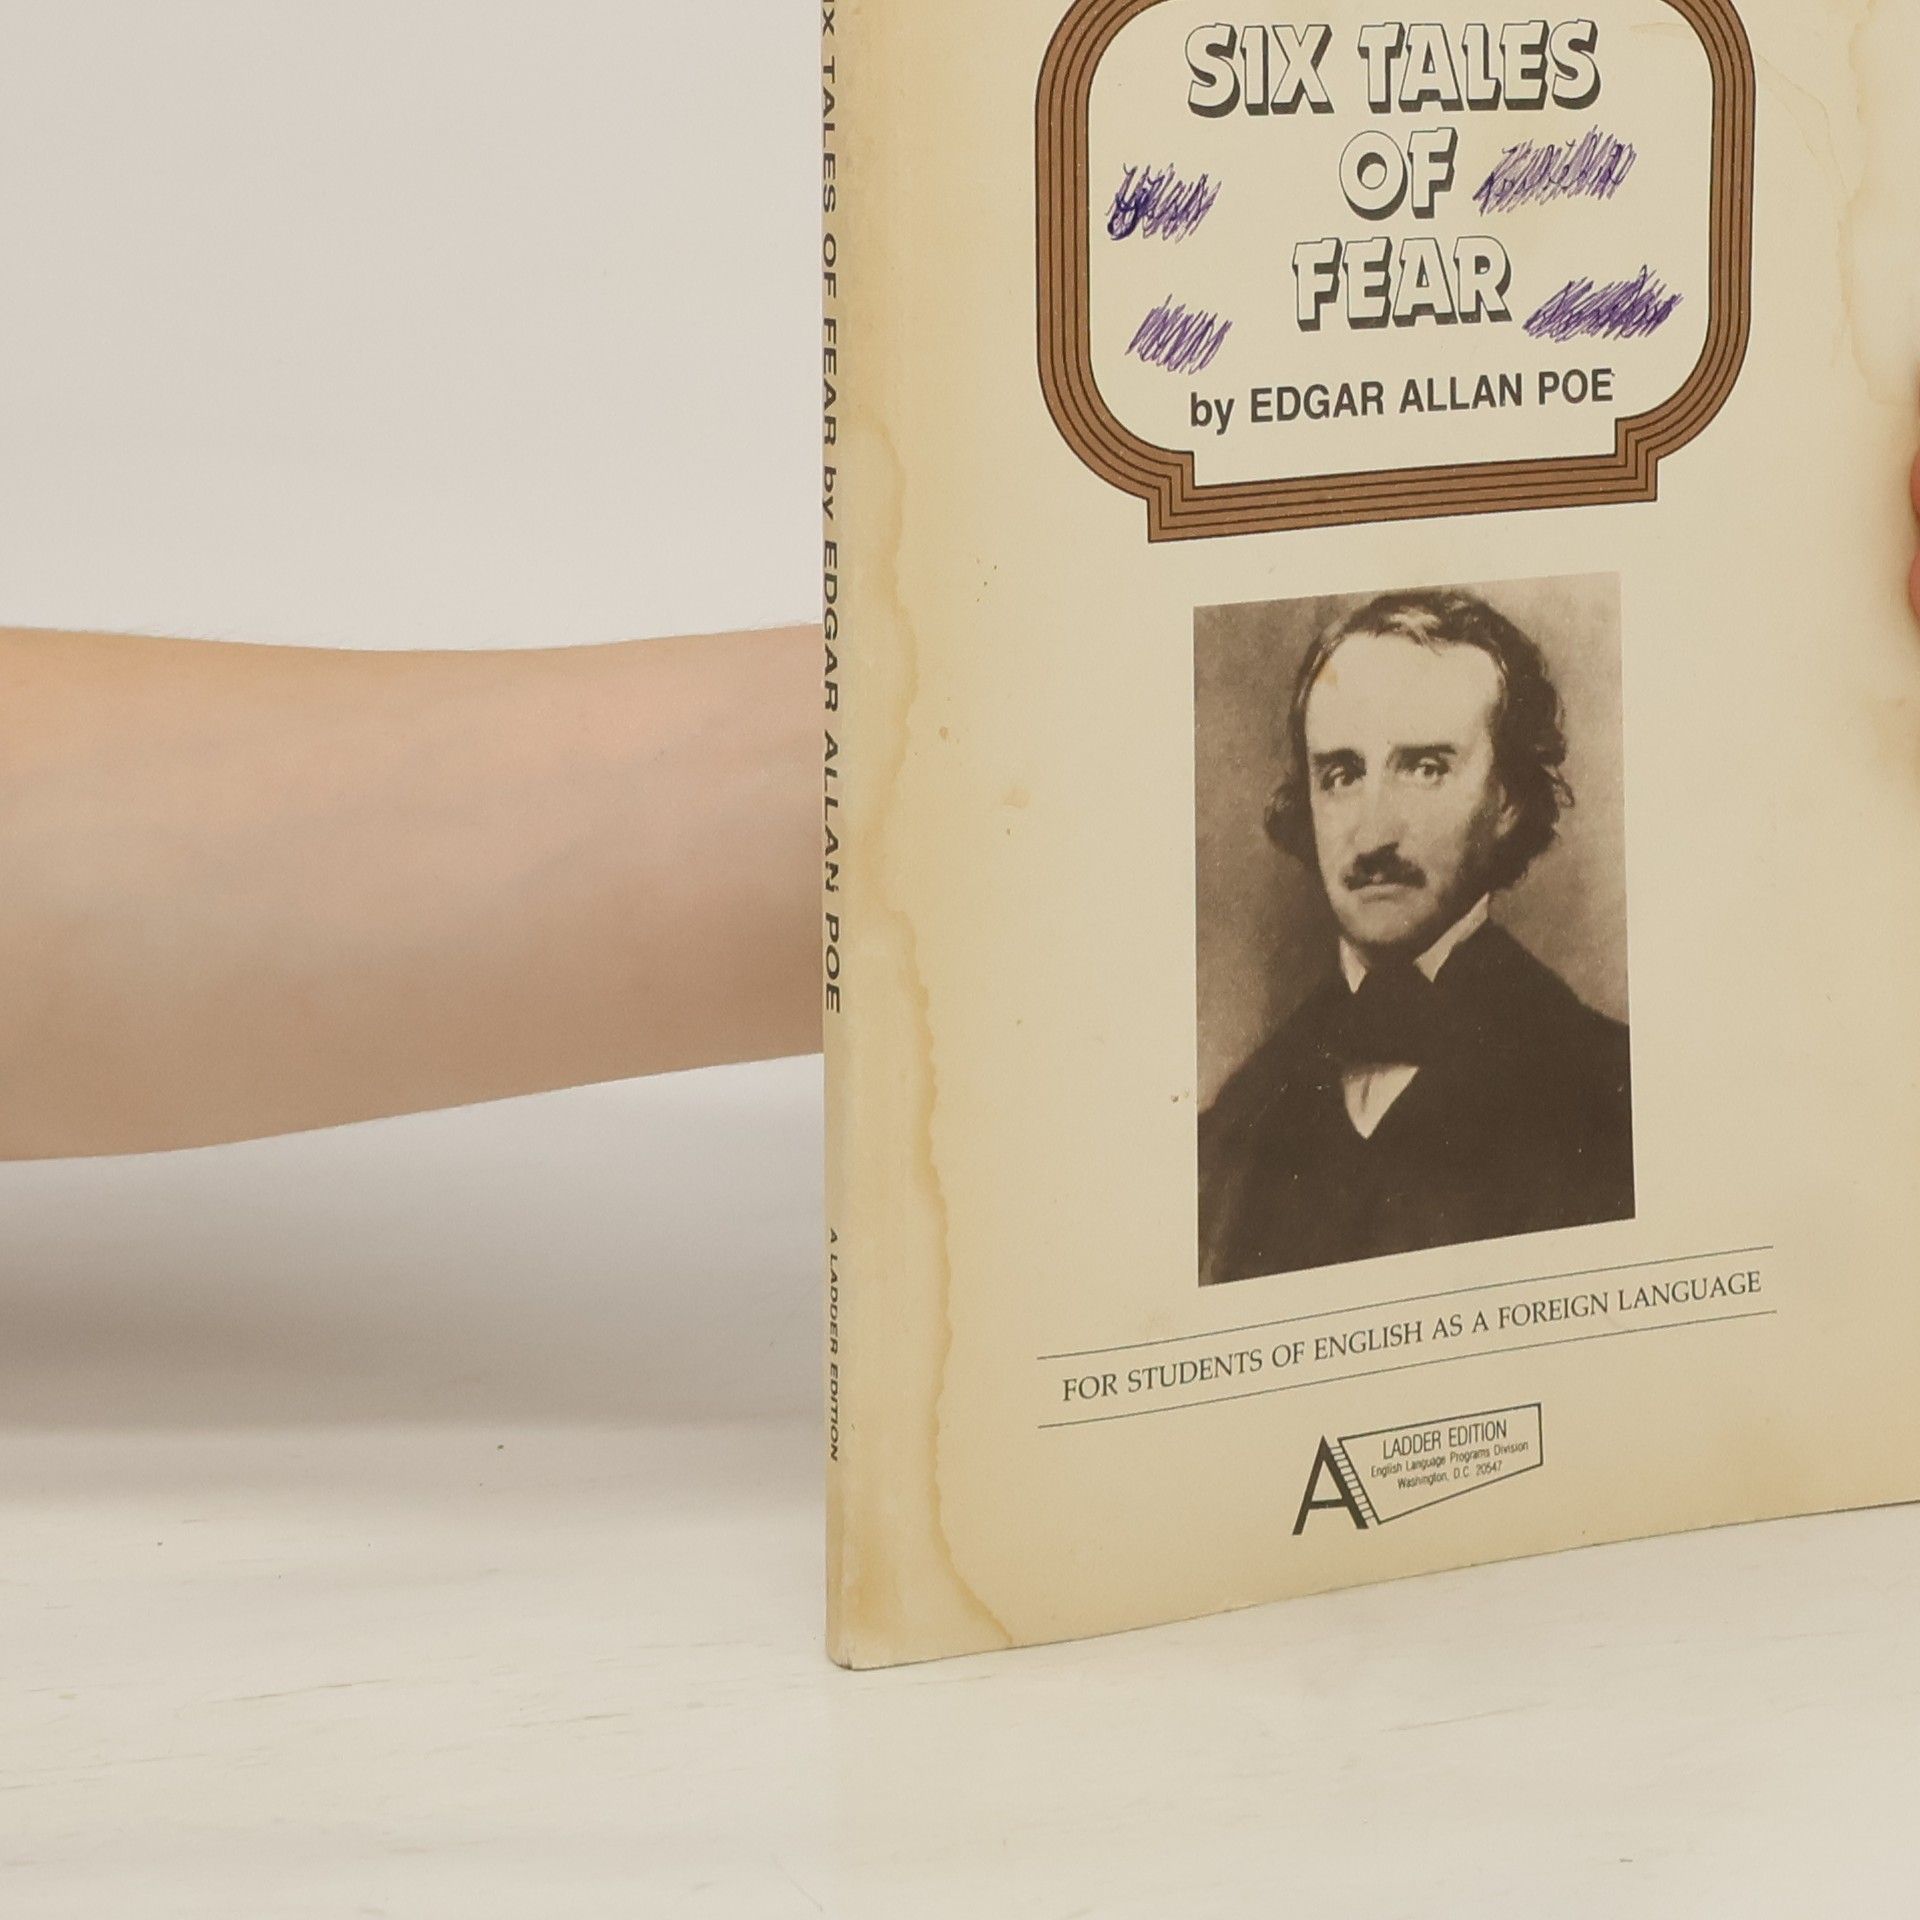 SIX TALES
OF
FEAR
by EDGAR ALLAN POE
FOR STUDENTS OF ENGLISH AS A FOREIGN LANGUAGE
A
LADDER EDITION
English Language Programs Division
Washington, D.C. 20547
TALES OF FEAR by EDGAR ALLAN POE
A LADDER EDITION